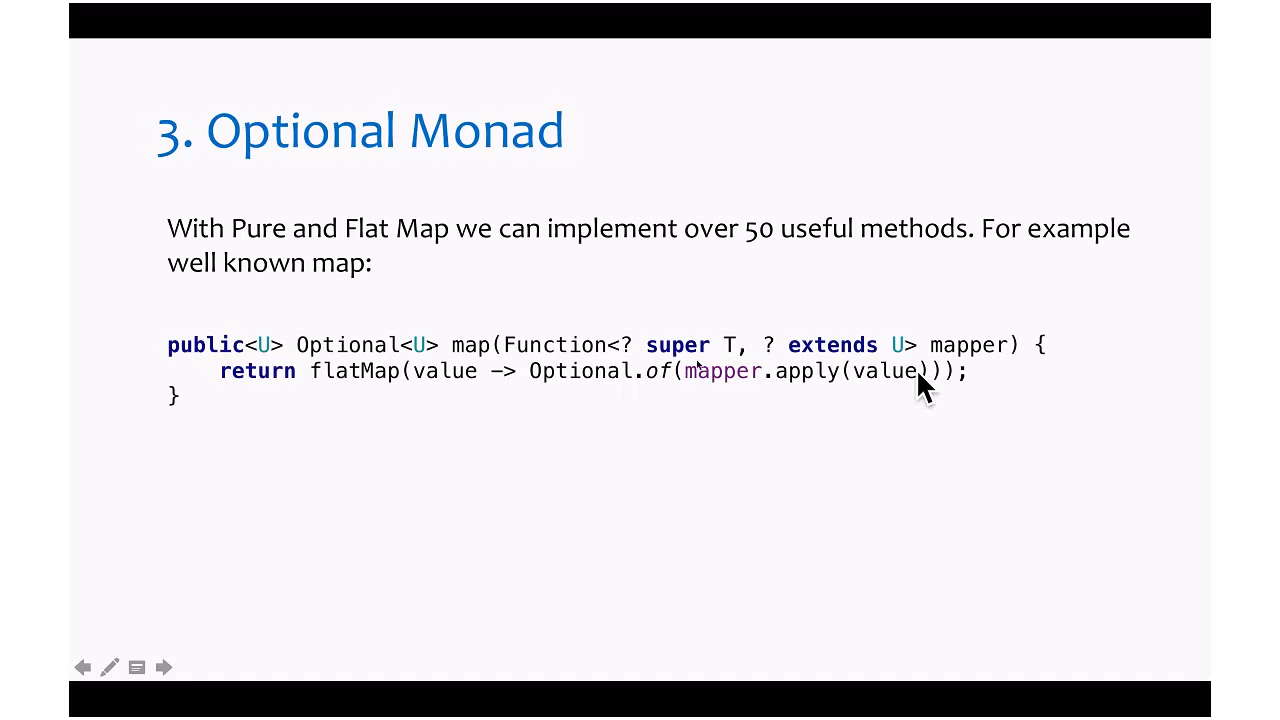 3. Optional Monad
With Pure and Flat Map we can implement over 50 useful methods. For example
well known map:
public<U> Optional<U> map(Function<? super T, ? extends U> mapper) {
    return flatMap(value -> Optional.of(mapper.apply(value)));
}